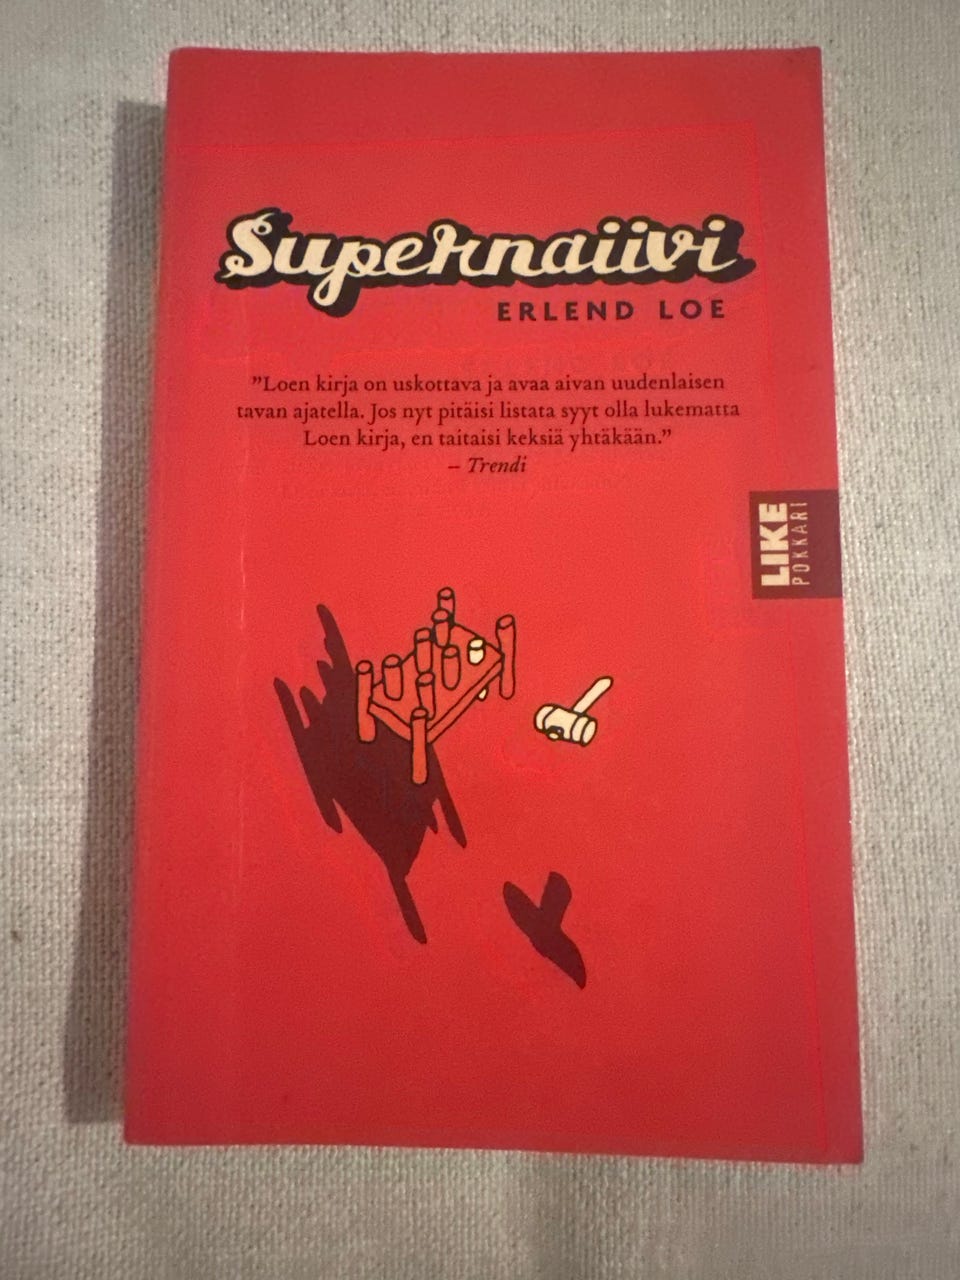 Supernaiivi
ERLEND LOE
”Loen kirja on uskottava ja avaa aivan uudenlaisen
tavan ajatella. Jos nyt pitäisi listata syyt olla lukematta
Loen kirja, en taitaisi keksiä yhtäkään.”
– Trendi
LIKE
POKKARI